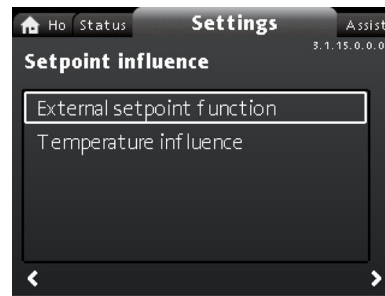 Ho Status Settings Assist
3.1.15.0.0.0
Setpoint influence
External setpoint function
Temperature influence